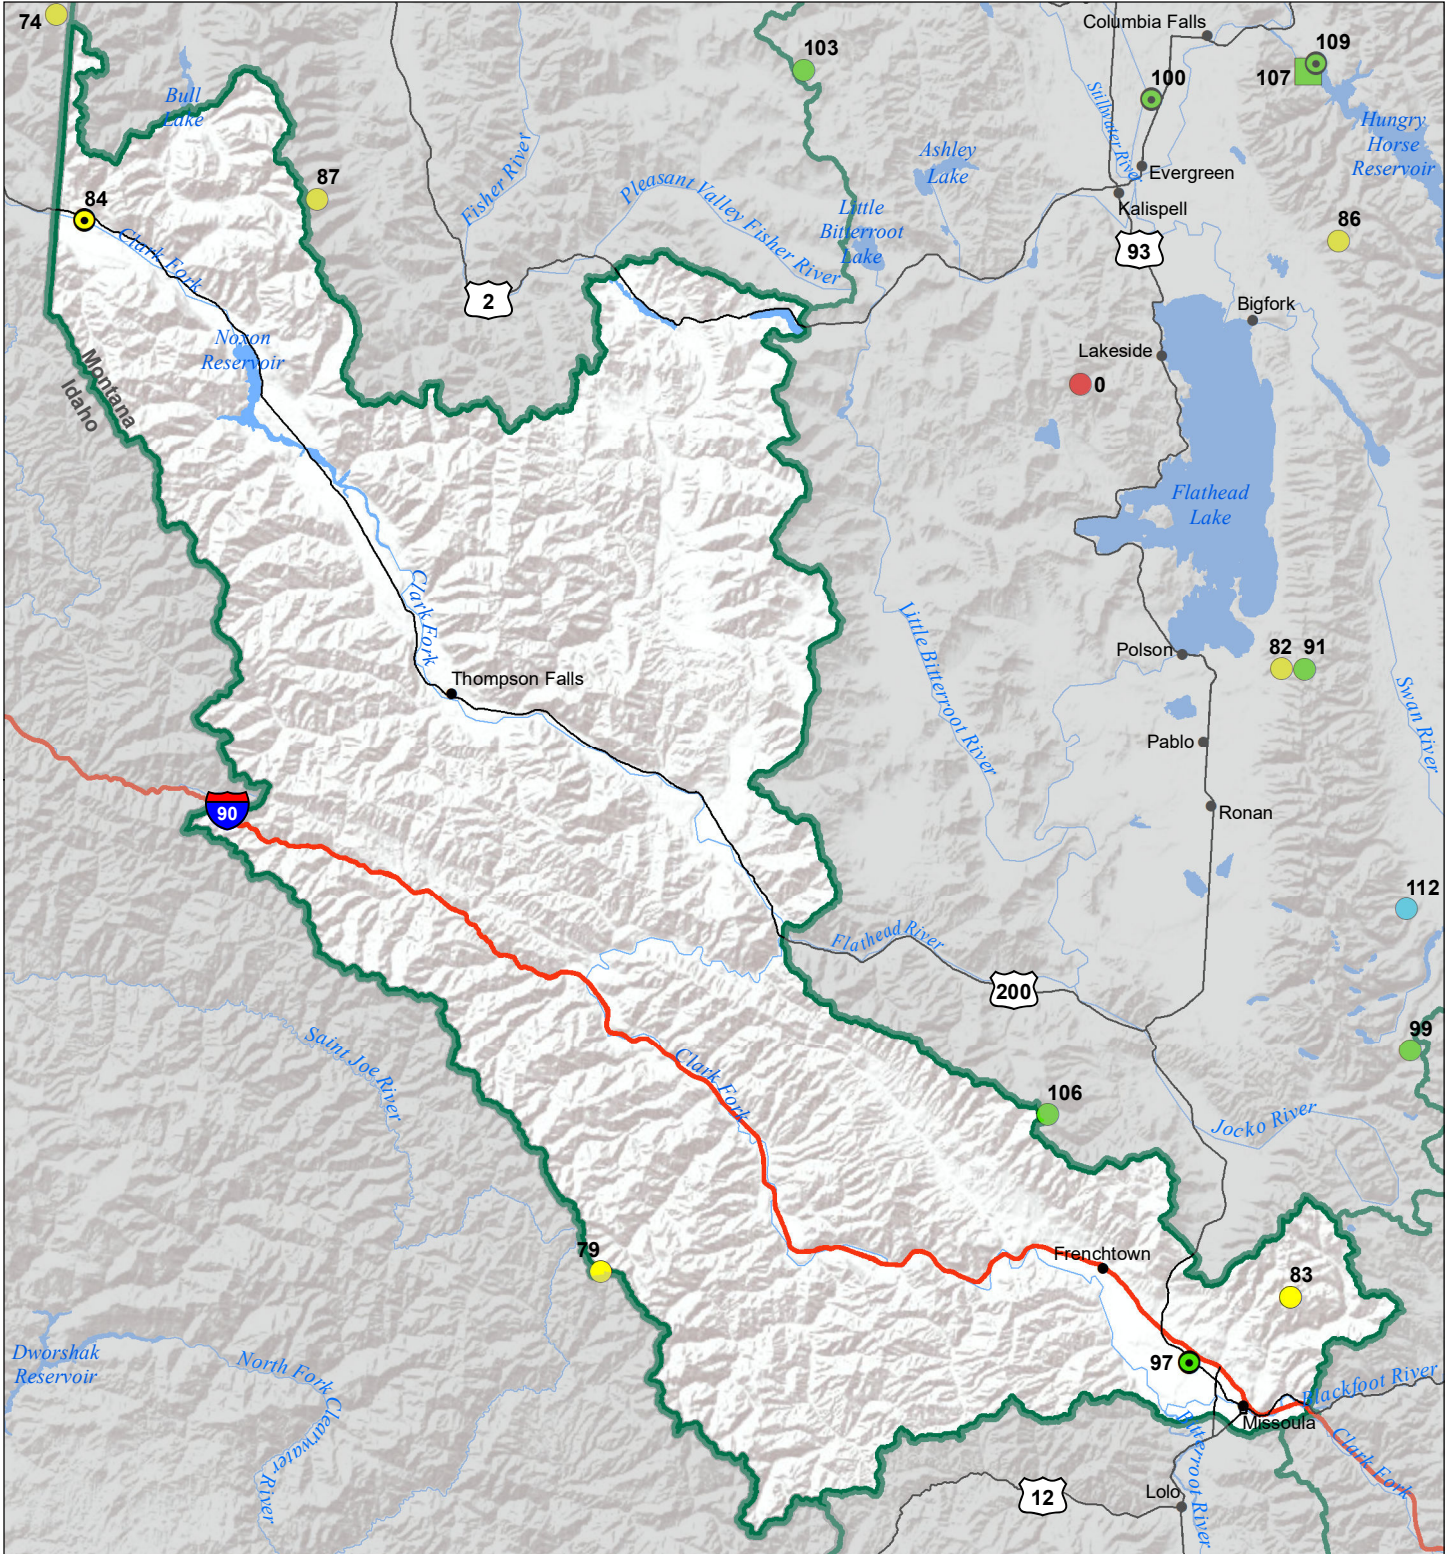 74
Columbia Falls
103
109
107
100
Bull
Lake
Stillwater River
Hungry
Horse
Reservoir
Fisher River
Ashley
Lake
Evergreen
87
Pleasant Valley Fisher River
Kalispell
84
Little
Bitterroot
Lake
86
Clark Fork
93
2
Bigfork
Noxon
Reservoir
Lakeside
Montana
Idaho
0
Flathead
Lake
Clark Fork
Little Bitterroot River
Polson
82
91
Thompson Falls
Swan River
Pablo
90
Ronan
112
Flathead River
200
Saint Joe River
99
Clark Fork
106
Jocko River
79
Frenchtown
83
Dworshak
Reservoir
North Fork Clearwater River
97
Blackfoot River
Missoula
Bitterroot River
Clark Fork
12
Lolo